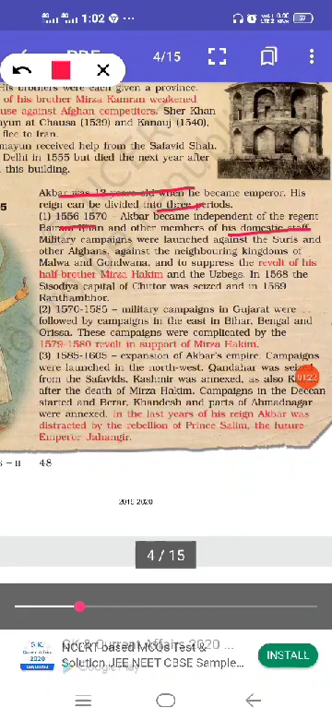 1:02
4/15
His brothers were each given a province.
of his brother Mirza Kamran weakened
use against Afghan competitors. Sher Khan
ayun at Chausa (1539) and Kanauj (1540),
flee to Iran.
mayun received help from the Safavid Shah.
Delhi in 1555 but died the next year after
this building.
Akbar was 13 years old when he became emperor. His
reign can be divided into three periods.
(1) 1556-1570 – Akbar became independent of the regent
Bairam Khan and other members of his domestic staff.
Military campaigns were launched against the Suris and
other Afghans, against the neighbouring kingdoms of
Malwa and Gondwana, and to suppress the revolt of his
half-brother Mirza Hakim and the Uzbegs. In 1568 the
Sisodiya capital of Chittor was seized and in 1569
Ranthambhor.
(2) 1570-1585 – military campaigns in Gujarat were
followed by campaigns in the east in Bihar, Bengal and
Orissa. These campaigns were complicated by the
1579-1580 revolt in support of Mirza Hakim.
(3) 1585-1605 – expansion of Akbar's empire. Campaigns
were launched in the north-west. Qandahar was seized
from the Safavids, Kashmir was annexed, as also K
01:22
after the death of Mirza Hakim. Campaigns in the Deccan
started and Berar, Khandesh and parts of Ahmadnagar
were annexed. In the last years of his reign Akbar was
distracted by the rebellion of Prince Salim, the future
Emperor Jahangir.
S – II 48
2019-2020
4 / 15
NCERT based MCQs Test &
Solution JEE NEET CBSE Sample...
INSTALL